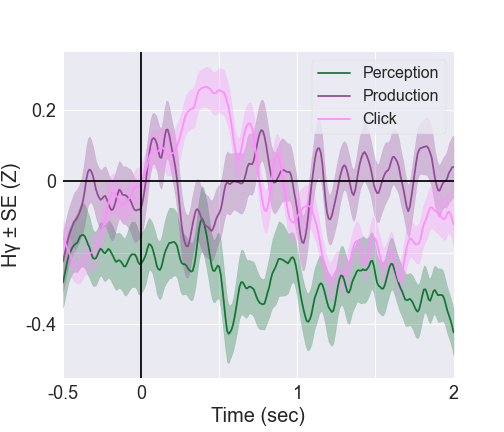 Perception
Production
Click
0.2
0
-0.4
Hγ ± SE (Z)
-0.5
0
1
2
Time (sec)